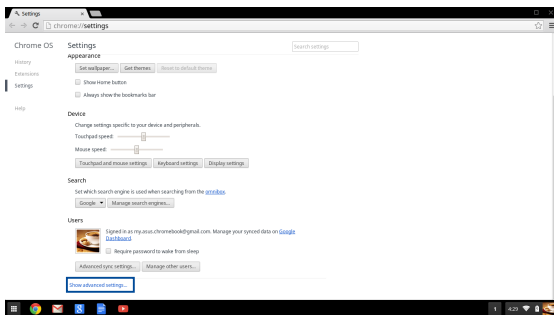 Settings
chrome://settings
Chrome OS
Settings
Search settings
History
Extensions
Settings
Help
Appearance
Set wallpaper... Get themes Reset to default theme
Show Home button
Always show the bookmarks bar
Device
Change settings specific to your device and peripherals.
Touchpad speed:
Mouse speed:
Touchpad and mouse settings Keyboard settings Display settings
Search
Set which search engine is used when searching from the omnibox.
Google Manage search engines...
Users
Signed in as my.asus.chromebook@gmail.com. Manage your synced data on Google
Dashboard.
Require password to wake from sleep
Advanced sync settings... Manage other users...
Show advanced settings...
8
1 4:29